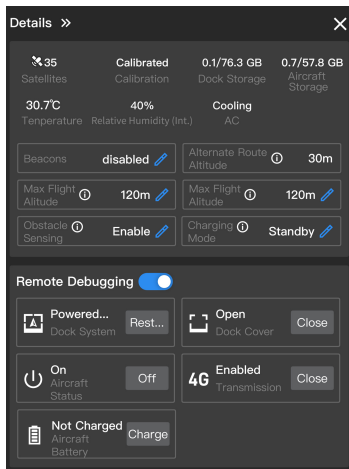 Details »
35 Calibrated 0.1/76.3 GB 0.7/57.8 GB
Satellites Calibration Dock Storage Aircraft
Storage
30.7℃ 40% Cooling
Tenperature Relative Humidity (Int.) AC
Beacons disabled
Alternate Route
Altitude 30m
Max Flight
Alitude 120m
Max Flight
Alitude 120m
Obstacle
Sensing Enable
Charging
Mode Standby
Remote Debugging
Powered...
Dock System Rest...
Open
Dock Cover Close
On
Aircraft
Status Off
4G Enabled
Transmission Close
Not Charged
Aircraft
Battery Charge